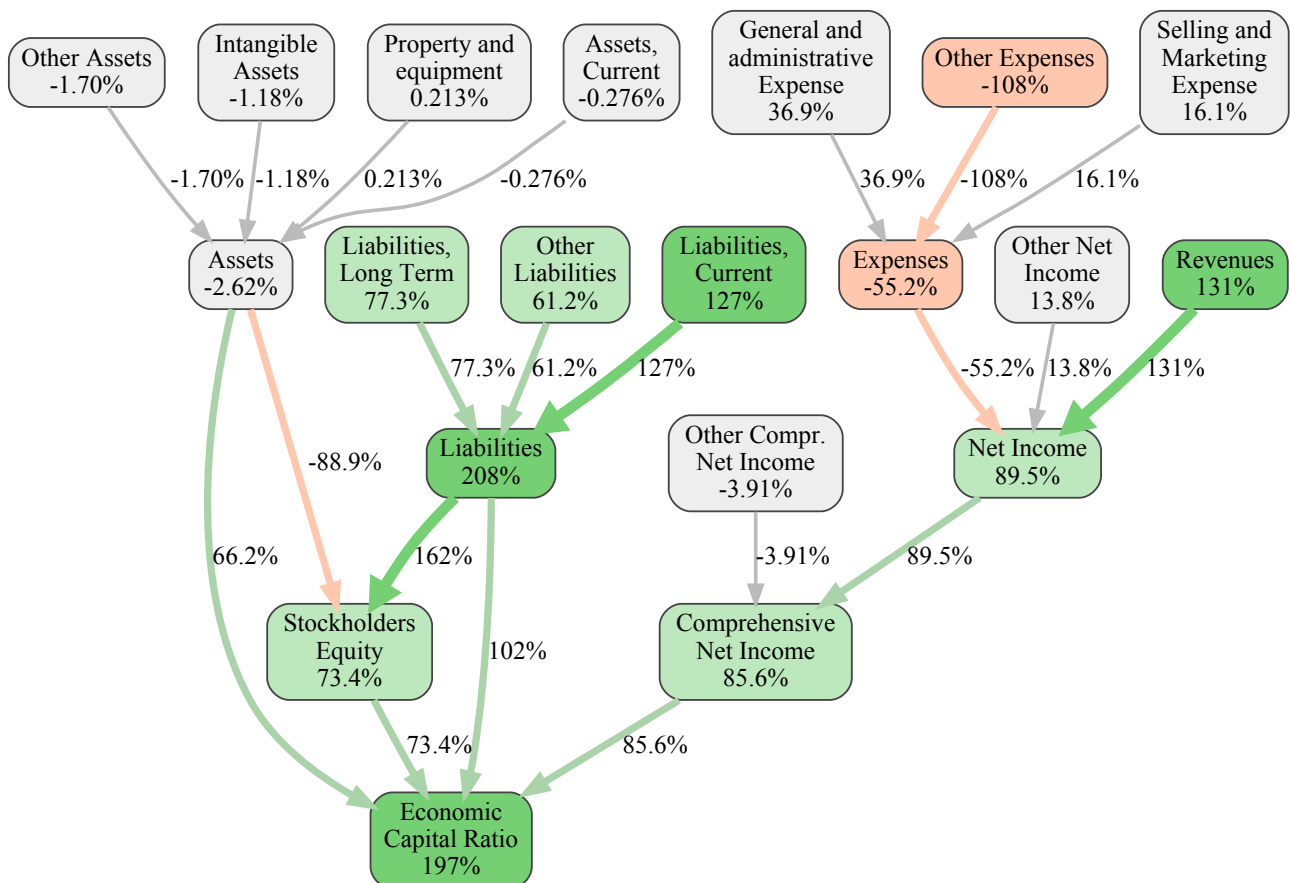 Other Assets
-1.70%
Intangible
Assets
-1.18%
Property and
equipment
0.213%
Assets,
Current
-0.276%
General and
administrative
Expense
36.9%
Other Expenses
-108%
Selling and
Marketing
Expense
16.1%
-1.70%
-1.18%
0.213%
-0.276%
36.9%
-108%
16.1%
Assets
-2.62%
Liabilities,
Long Term
77.3%
Other
Liabilities
61.2%
Liabilities,
Current
127%
Expenses
-55.2%
Other Net
Income
13.8%
Revenues
131%
77.3%
61.2%
127%
-55.2%
13.8%
131%
-88.9%
Liabilities
208%
Other Compr.
Net Income
-3.91%
Net Income
89.5%
66.2%
162%
-3.91%
89.5%
Stockholders
Equity
73.4%
102%
Comprehensive
Net Income
85.6%
73.4%
85.6%
Economic
Capital Ratio
197%